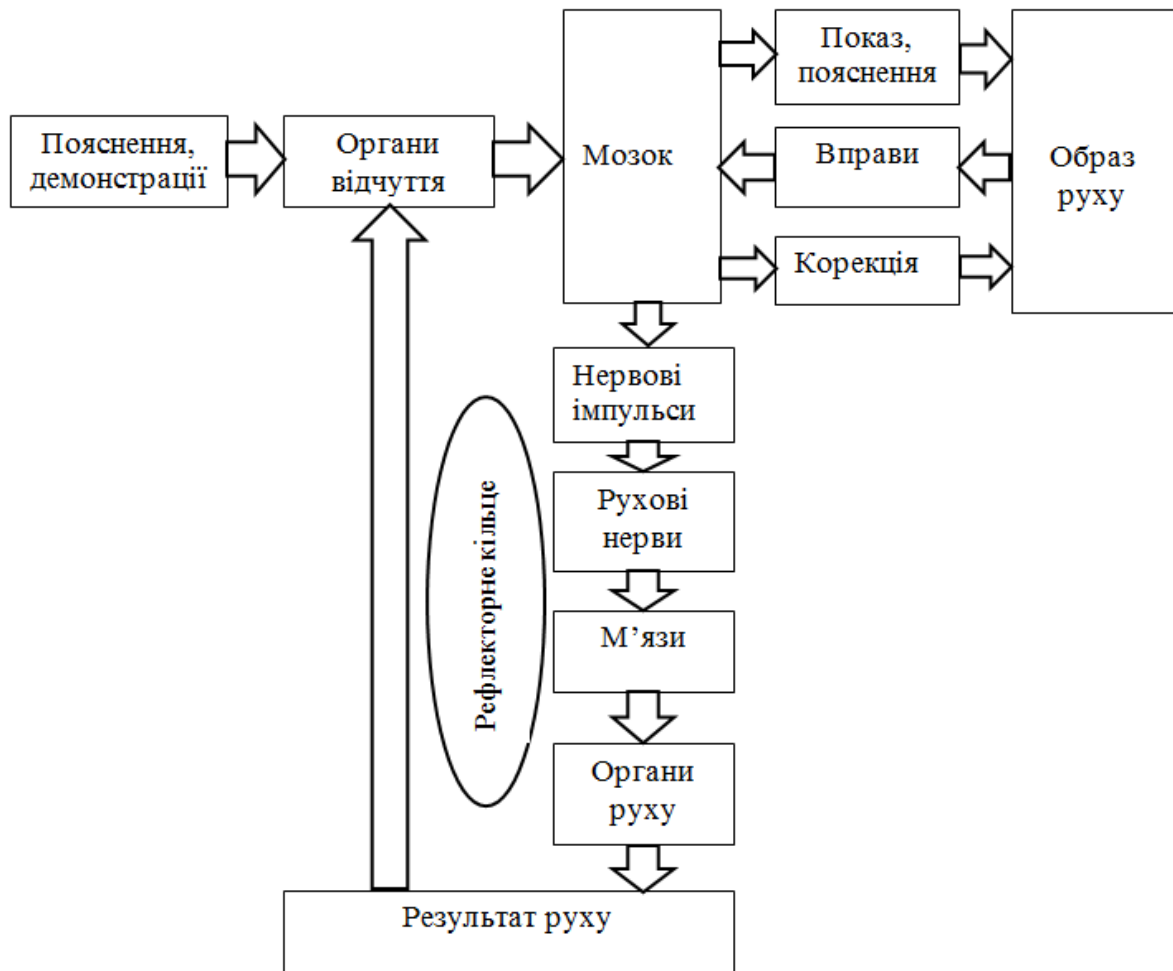 Пояснення,
демонстрації
Органи
відчуття
Мозок
Показ,
пояснення
Вправи
Корекція
Образ
руху
Нервові
імпульси
Рухові
нерви
М’язи
Органи
руху
Рефлекторне кільце
Результат руху